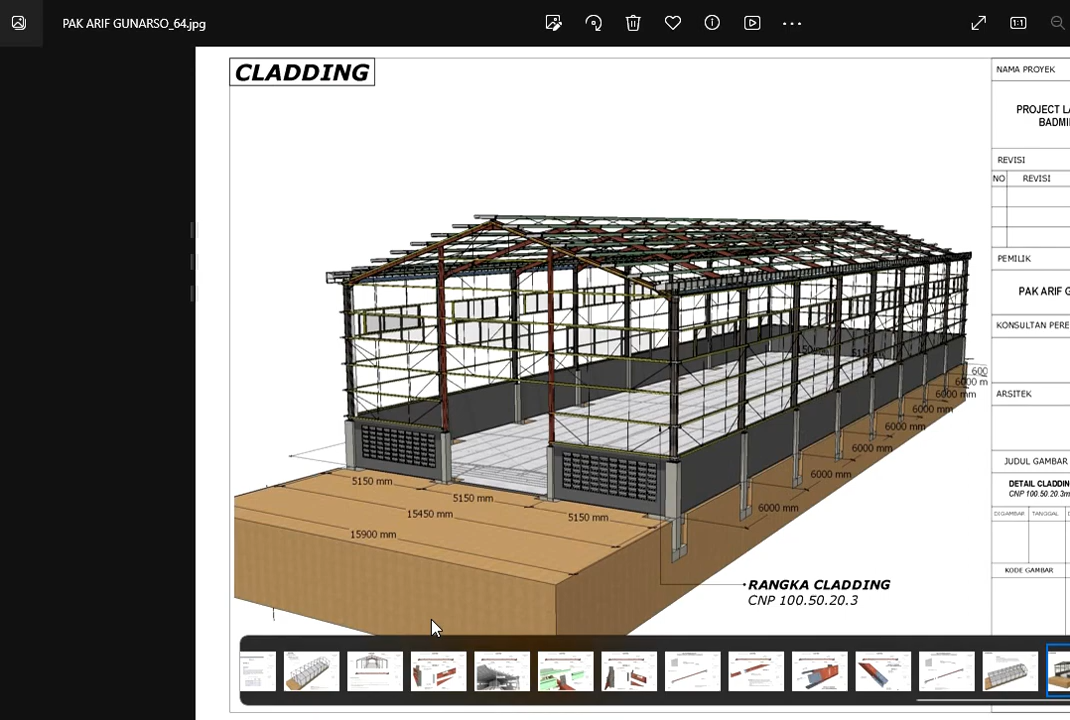 PAK ARIF GUNARSO_64.jpg
CLADDING
NAMA PROYEK
PROJECT LA
BADMI
REVISI
NO REVISI
PEMILIK
PAK ARIF G
KONSULTAN PERE
ARSITEK
JUDUL GAMBAR
DETAIL CLADDIN
CNP 100.50.20.3m
DIGAMBAR TANGGAL
KODE GAMBAR
600
6000 m
6000 mm
6000 mm
6000 mm
6000 mm
6000 mm
6000 mm
6000 mm
5150 mm
5150 mm
15450 mm
5150 mm
15900 mm
RANGKA CLADDING
CNP 100.50.20.3